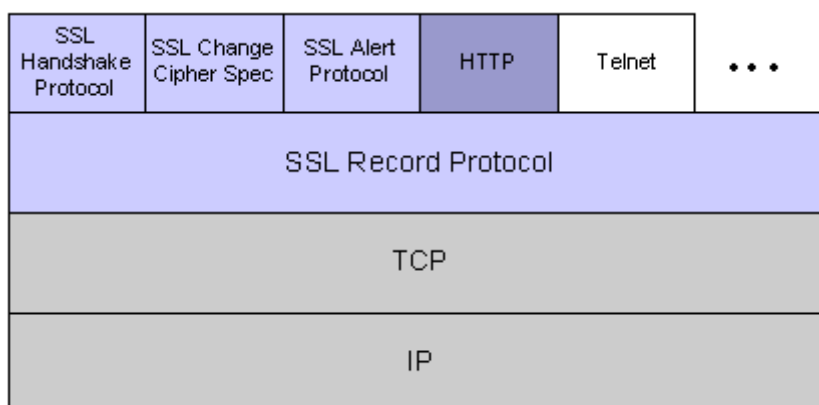 SSL
Handshake
Protocol
SSL Change
Cipher Spec
SSL Alert
Protocol
HTTP
Telnet
...
SSL Record Protocol
TCP
IP